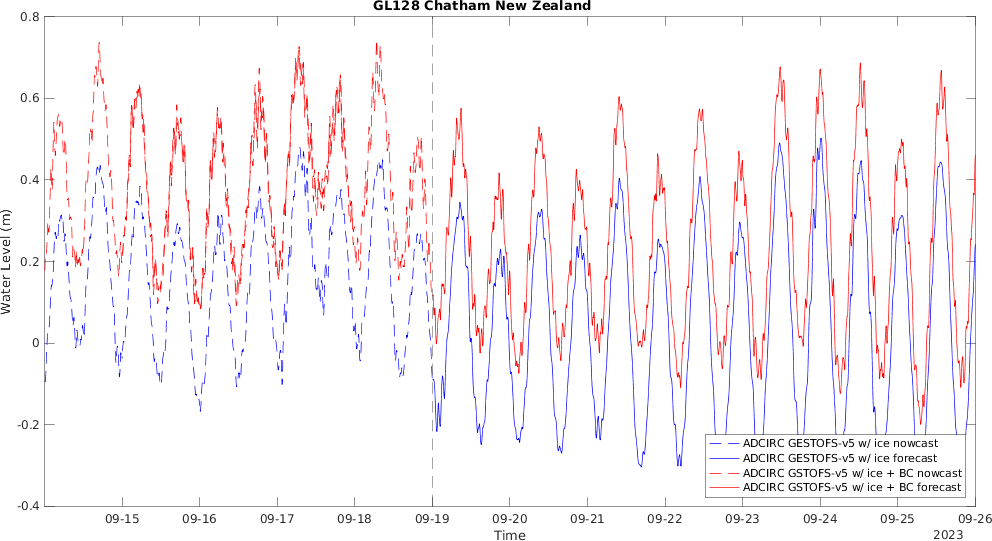 GL128 Chatham New Zealand
0.8
0.6
0.4
0.2
0
-0.2
-0.4
Water Level (m)
ADCIRC GESTOFS-v5 w/ ice nowcast
ADCIRC GESTOFS-v5 w/ ice forecast
ADCIRC GSTOFS-v5 w/ ice + BC nowcast
ADCIRC GSTOFS-v5 w/ ice + BC forecast
09-15 09-16 09-17 09-18 09-19 09-20 09-21 09-22 09-23 09-24 09-25 09-26
Time
2023